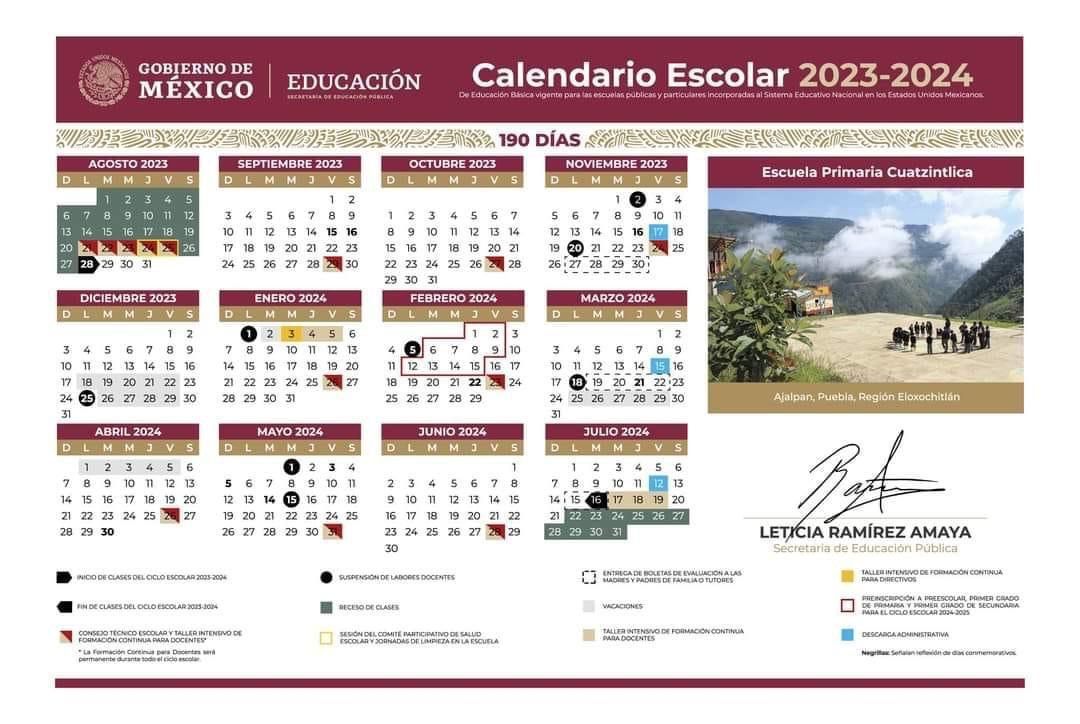 ESTADOS UNIDOS MEXICANOS
GOBIERNO DE
MÉXICO
EDUCACIÓN
SECRETARÍA DE EDUCACIÓN PÚBLICA
Calendario Escolar 2023-2024
De Educación Básica vigente para las escuelas públicas y particulares incorporadas al Sistema Educativo Nacional en los Estados Unidos Mexicanos.
190 DÍAS
AGOSTO 2023
D L M M J V S
1 2 3 4 5
6 7 8 9 10 11 12
13 14 15 16 17 18 19
20 21 22 23 24 25 26
27 28 29 30 31
SEPTIEMBRE 2023
D L M M J V S
1 2
3 4 5 6 7 8 9
10 11 12 13 14 15 16
17 18 19 20 21 22 23
24 25 26 27 28 29 30
OCTUBRE 2023
D L M M J V S
1 2 3 4 5 6 7
8 9 10 11 12 13 14
15 16 17 18 19 20 21
22 23 24 25 26 27 28
29 30 31
NOVIEMBRE 2023
D L M M J V S
1 2 3 4
5 6 7 8 9 10 11
12 13 14 15 16 17 18
19 20 21 22 23 24 25
26 27 28 29 30
Escuela Primaria Cuatzintlica
DICIEMBRE 2023
D L M M J V S
1 2
3 4 5 6 7 8 9
10 11 12 13 14 15 16
17 18 19 20 21 22 23
24 25 26 27 28 29 30
31
ENERO 2024
D L M M J V S
1 2 3 4 5 6
7 8 9 10 11 12 13
14 15 16 17 18 19 20
21 22 23 24 25 26 27
28 29 30 31
FEBRERO 2024
D L M M J V S
1 2 3
4 5 6 7 8 9 10
11 12 13 14 15 16 17
18 19 20 21 22 23 24
25 26 27 28 29
MARZO 2024
D L M M J V S
1 2
3 4 5 6 7 8 9
10 11 12 13 14 15 16
17 18 19 20 21 22 23
24 25 26 27 28 29 30
31
Ajalpan, Puebla, Región Eloxochitlán
ABRIL 2024
D L M M J V S
1 2 3 4 5 6
7 8 9 10 11 12 13
14 15 16 17 18 19 20
21 22 23 24 25 26 27
28 29 30
MAYO 2024
D L M M J V S
1 2 3 4
5 6 7 8 9 10 11
12 13 14 15 16 17 18
19 20 21 22 23 24 25
26 27 28 29 30 31
JUNIO 2024
D L M M J V S
1
2 3 4 5 6 7 8
9 10 11 12 13 14 15
16 17 18 19 20 21 22
23 24 25 26 27 28 29
30
JULIO 2024
D L M M J V S
1 2 3 4 5 6
7 8 9 10 11 12 13
14 15 16 17 18 19 20
21 22 23 24 25 26 27
28 29 30 31
LETICIA RAMÍREZ AMAYA
Secretaria de Educación Pública
INICIO DE CLASES DEL CICLO ESCOLAR 2023-2024
FIN DE CLASES DEL CICLO ESCOLAR 2023-2024
CONSEJO TÉCNICO ESCOLAR Y TALLER INTENSIVO DE
FORMACIÓN CONTINUA PARA DOCENTES*
* La Formación Continua para Docentes será
permanente durante todo el ciclo escolar.
SUSPENSIÓN DE LABORES DOCENTES
RECESO DE CLASES
SESIÓN DEL COMITÉ PARTICIPATIVO DE SALUD
ESCOLAR Y JORNADAS DE LIMPIEZA EN LA ESCUELA
ENTREGA DE BOLETAS DE EVALUACIÓN A LAS
MADRES Y PADRES DE FAMILIA O TUTORES
VACACIONES
TALLER INTENSIVO DE FORMACIÓN CONTINUA
PARA DOCENTES
TALLER INTENSIVO DE FORMACIÓN CONTINUA
PARA DIRECTIVOS
PREINSCRIPCIÓN A PREESCOLAR, PRIMER GRADO
DE PRIMARIA Y PRIMER GRADO DE SECUNDARIA
PARA EL CICLO ESCOLAR 2024-2025
DESCARGA ADMINISTRATIVA
Negrillas: Señalan reflexión de días conmemorativos.